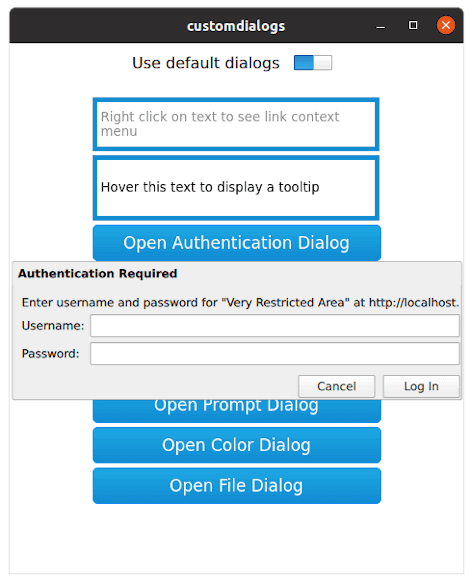 customdialogs
Use default dialogs
Right click on text to see link context
menu
Hover this text to display a tooltip
Open Authentication Dialog
Authentication Required
Enter username and password for "Very Restricted Area" at http://localhost.
Username:
Password:
Cancel
Log In
Open Prompt Dialog
Open Color Dialog
Open File Dialog